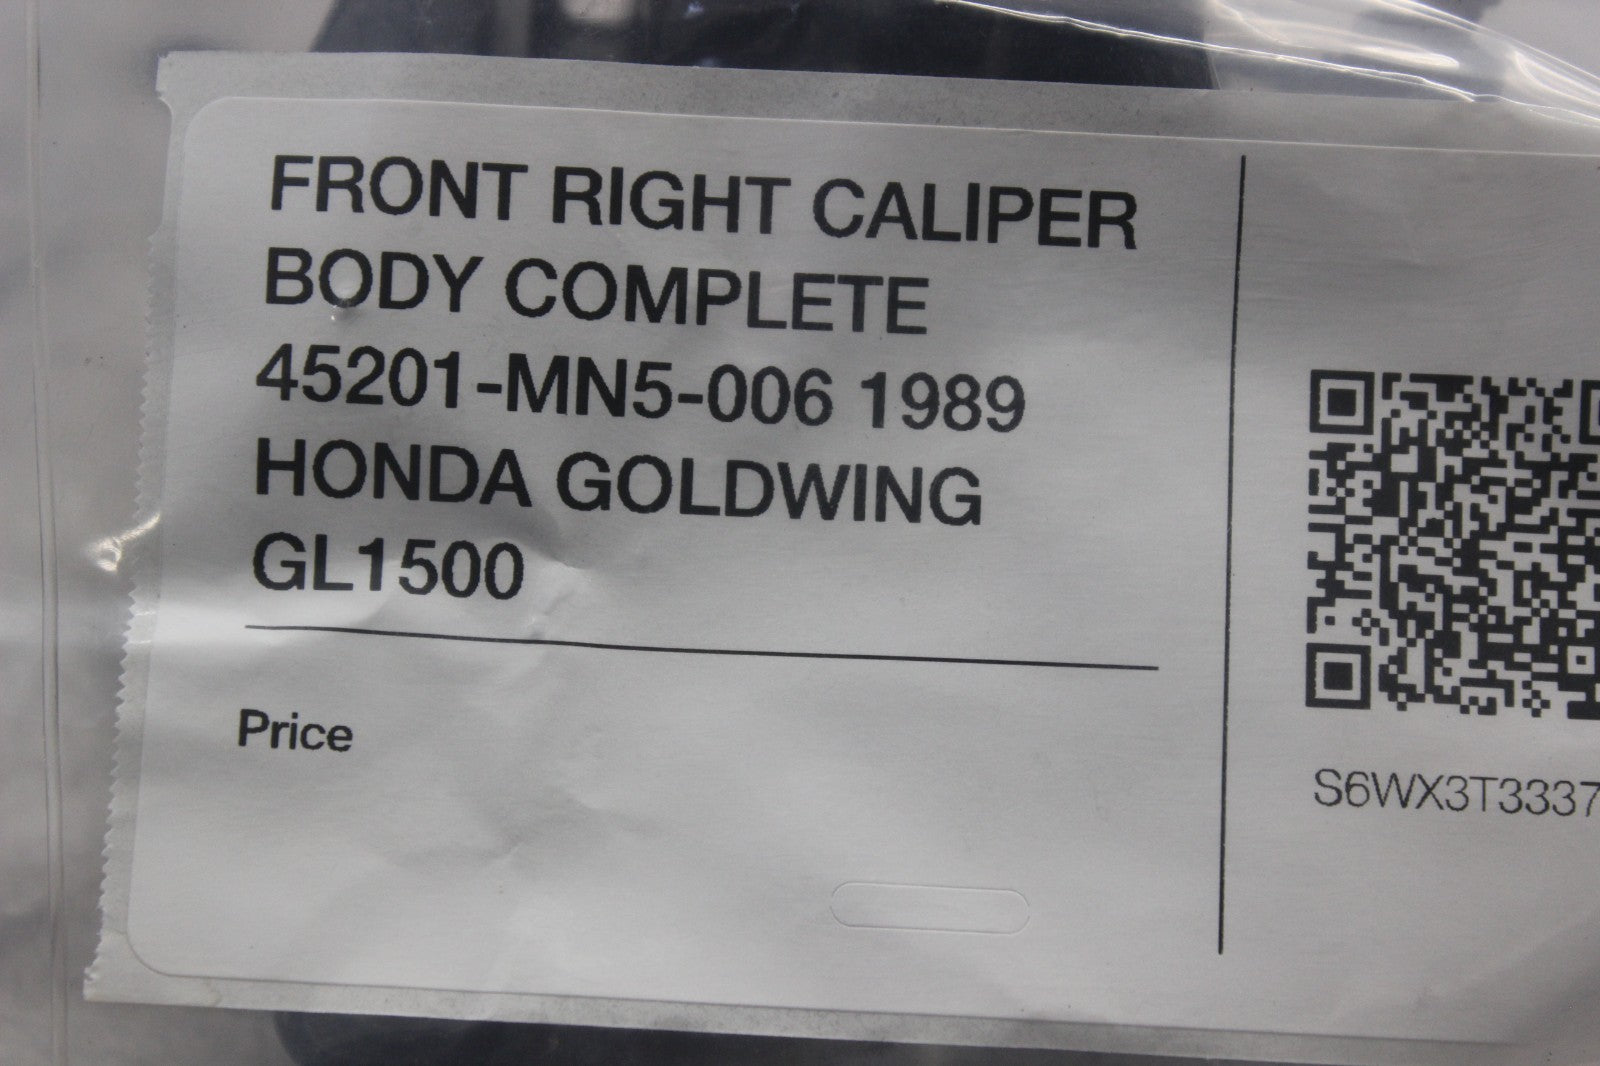 FRONT RIGHT CALIPER
BODY COMPLETE
45201-MN5-006 1989
HONDA GOLDWING
GL1500
Price
S6WX3T3337